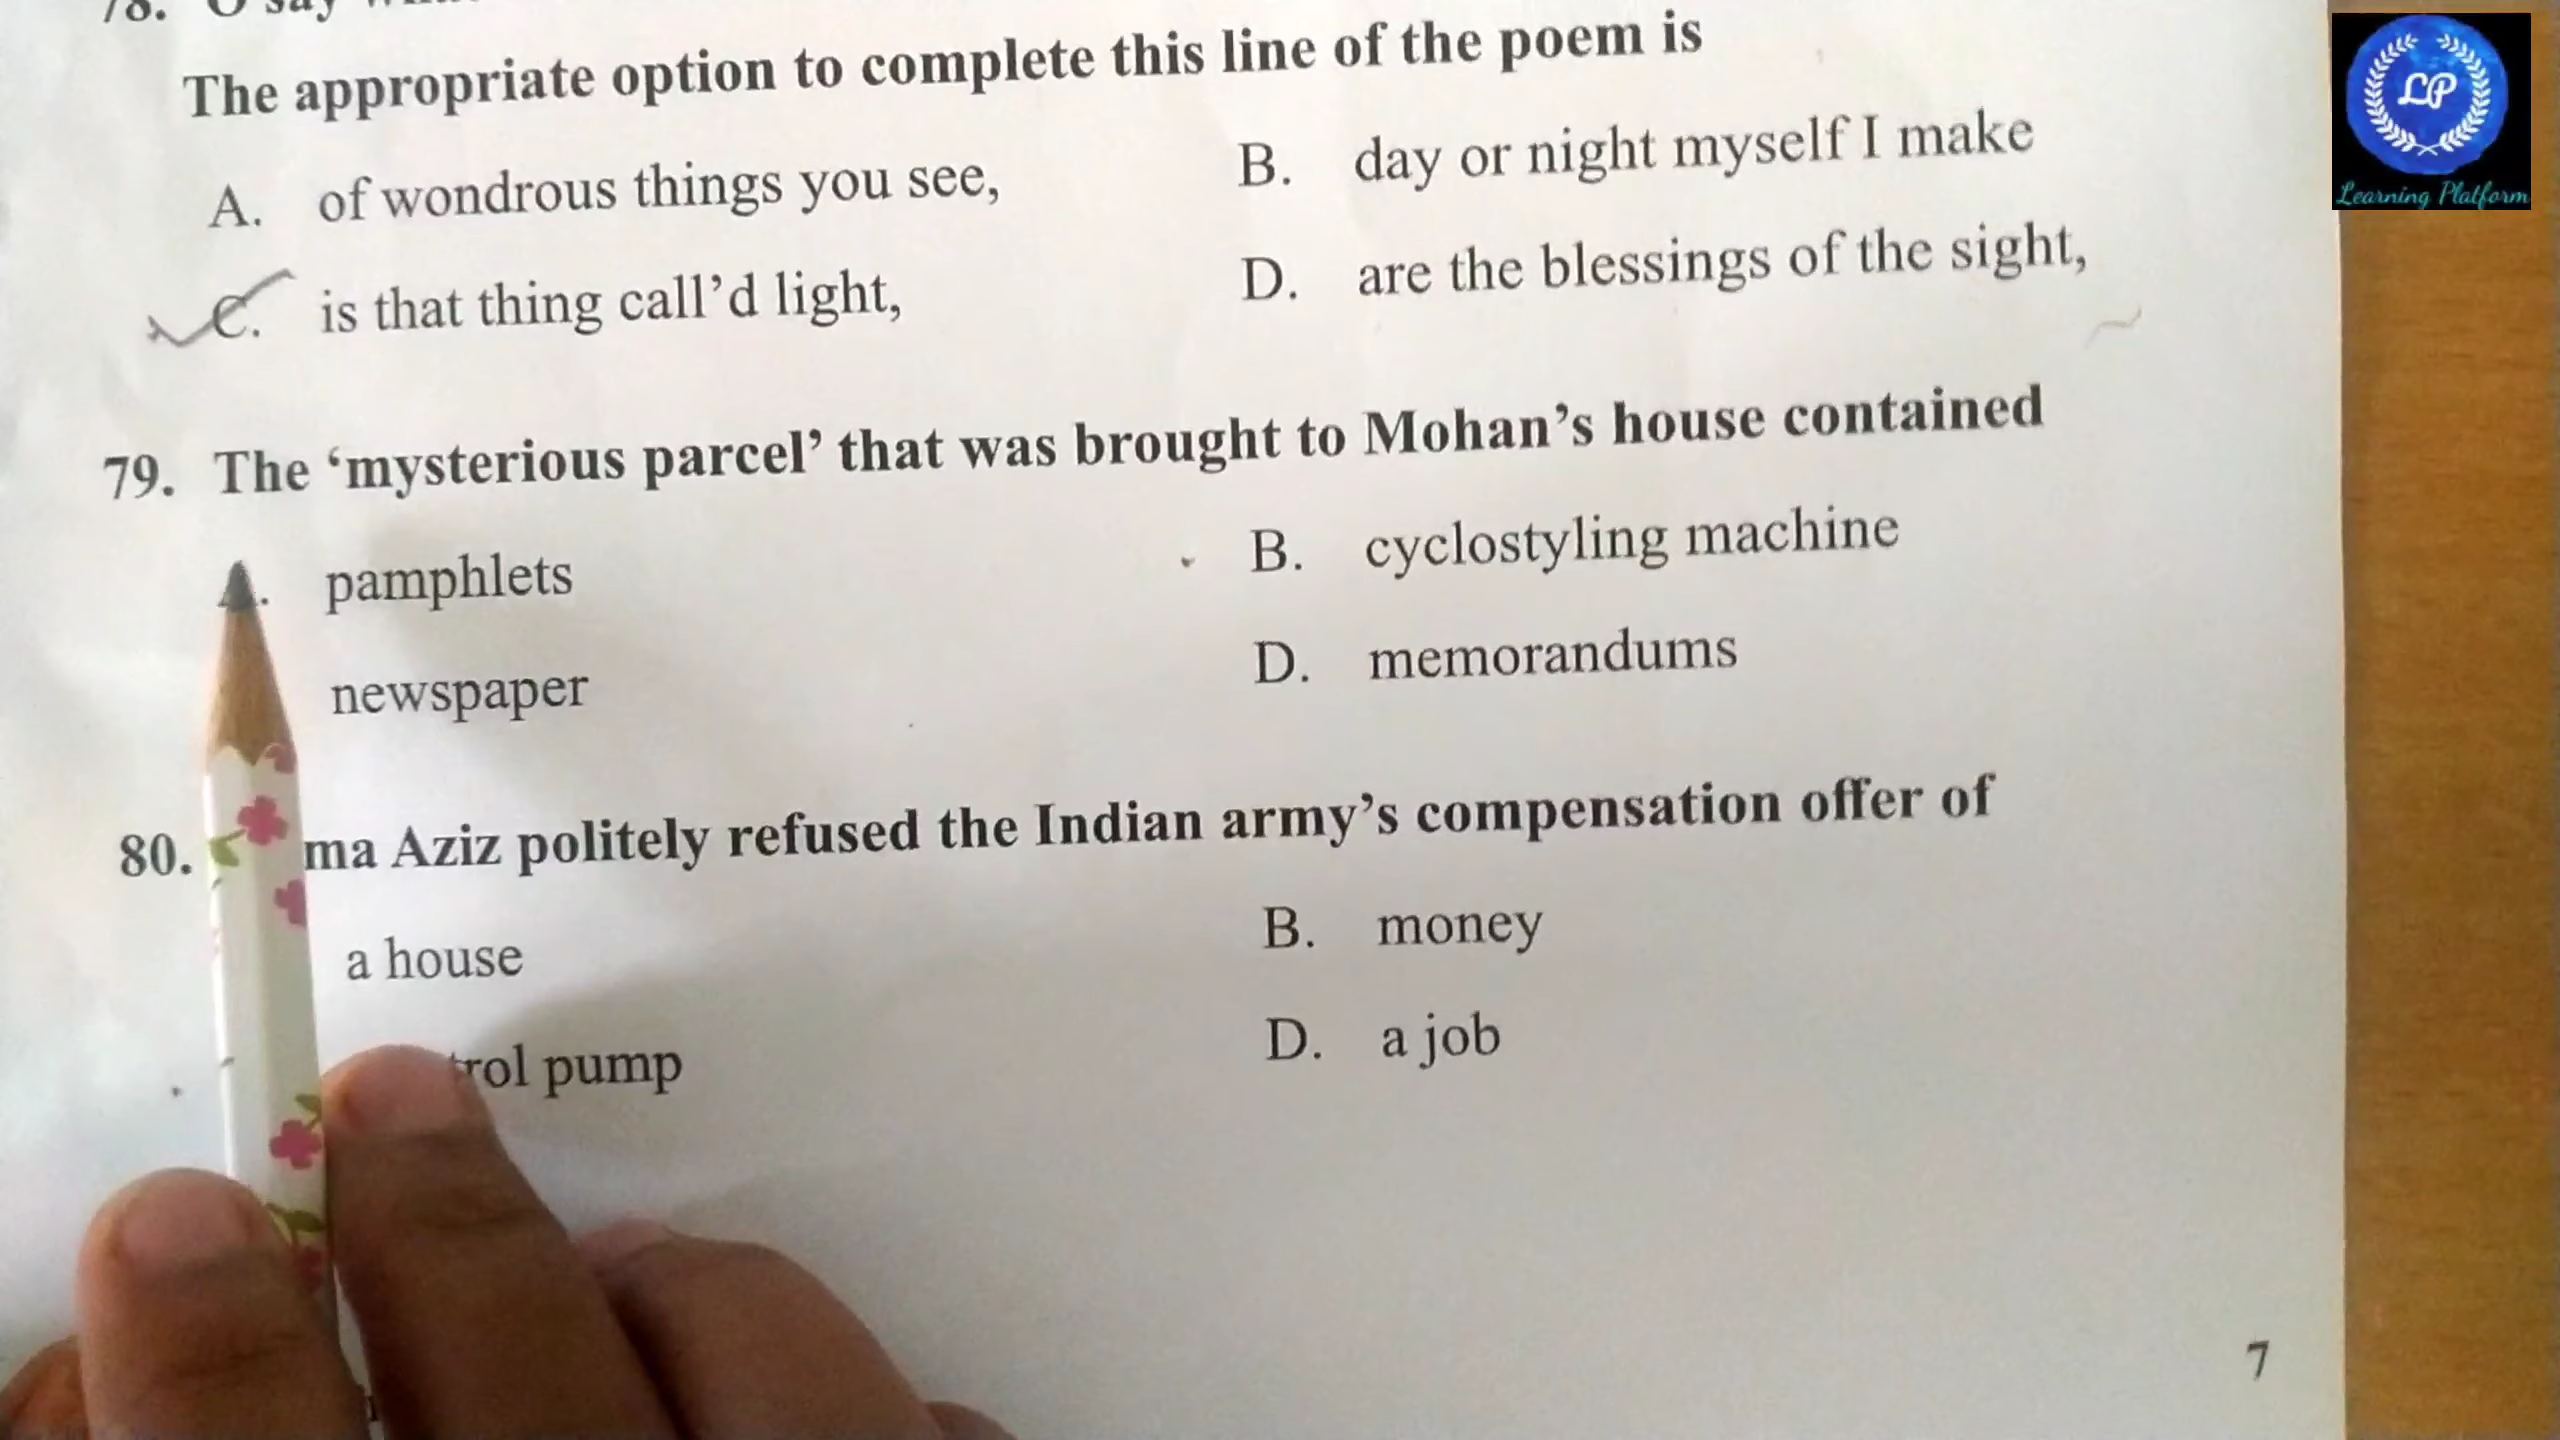 78. O say
The appropriate option to complete this line of the poem is
A. of wondrous things you see,
B. day or night myself I make
C. is that thing call’d light,
D. are the blessings of the sight,
79. The ‘mysterious parcel’ that was brought to Mohan’s house contained
pamphlets
B. cyclostyling machine
newspaper
D. memorandums
80. ma Aziz politely refused the Indian army’s compensation offer of
a house
B. money
rol pump
D. a job
7
LP
Learning Platform